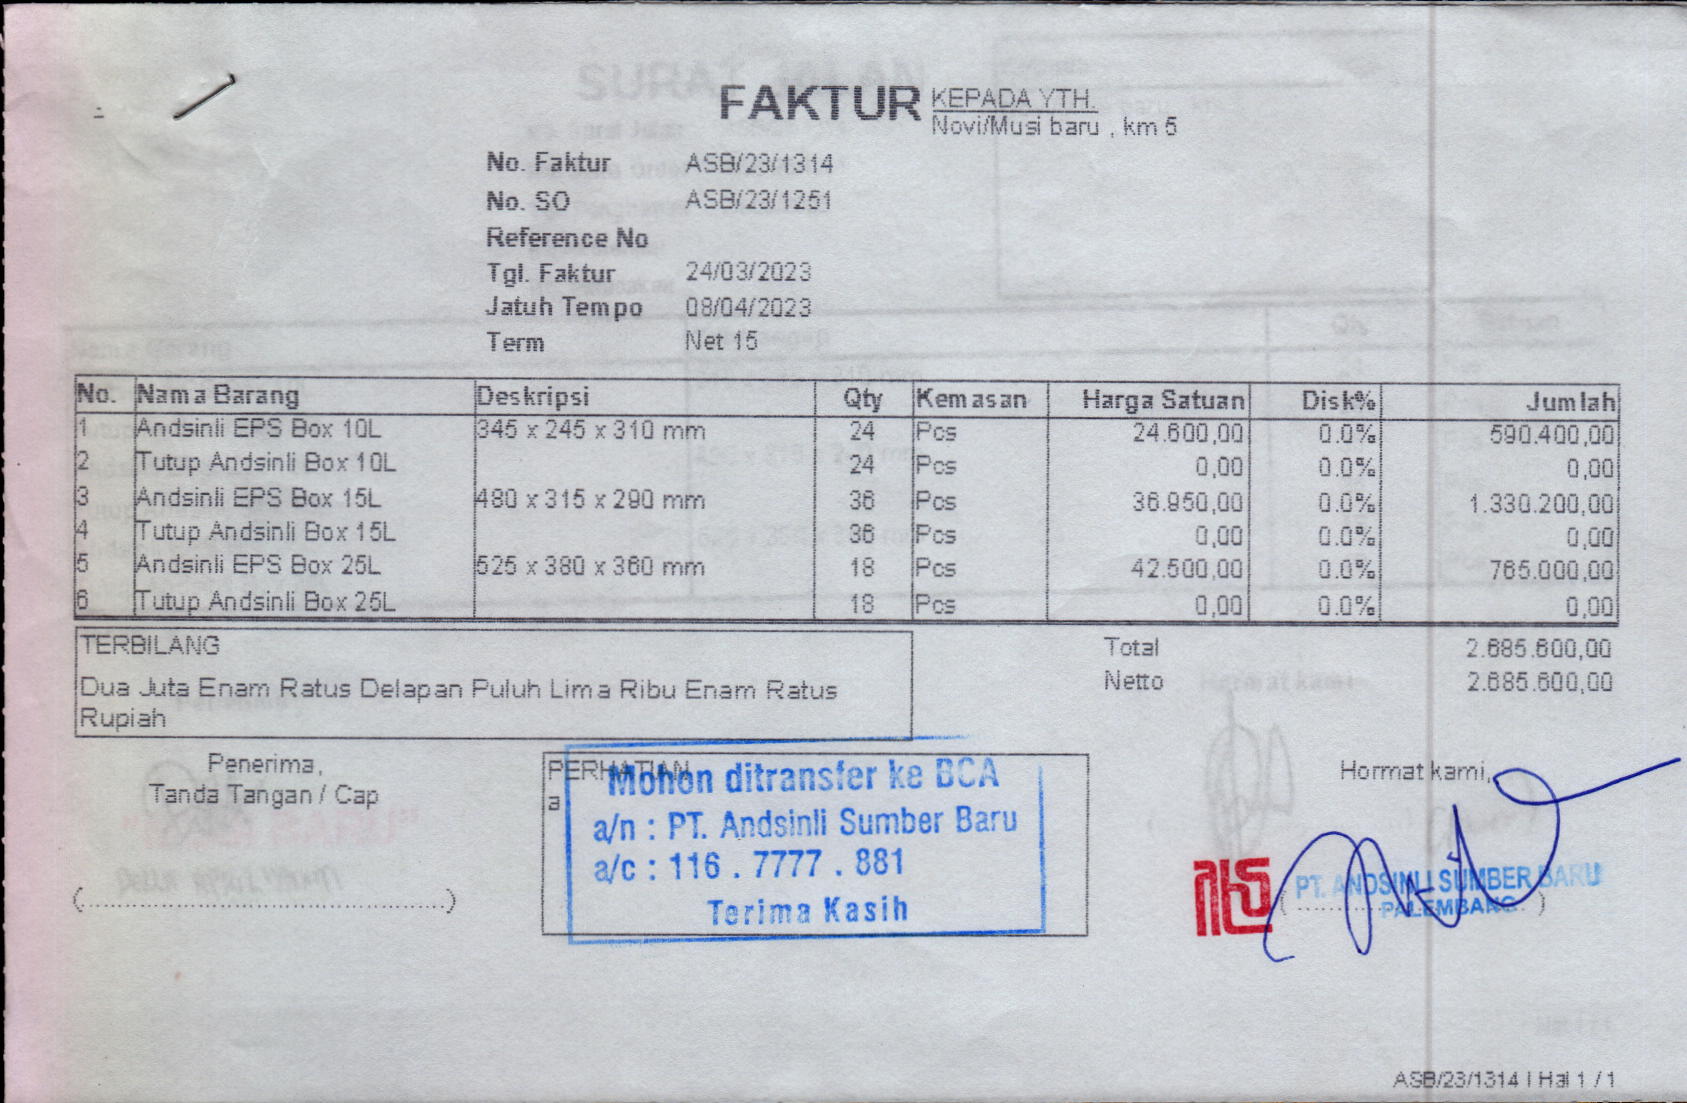 FAKTUR
KEPADA YTH.
Novi/Musi baru , km 5
No. Faktur ASB/23/1314
No. SO ASB/23/1251
Reference No
Tgl. Faktur 24/03/2023
Jatuh Tempo 08/04/2023
Term Net 15
No. Nama Barang Deskripsi Qty Kemasan Harga Satuan Disk% Jumlah
1 Andsinli EPS Box 10L 345 x 245 x 310 mm 24 Pcs 24.600,00 0.0% 590.400,00
2 Tutup Andsinli Box 10L 24 Pcs 0,00 0.0% 0,00
3 Andsinli EPS Box 15L 480 x 315 x 290 mm 36 Pcs 36.950,00 0.0% 1.330.200,00
4 Tutup Andsinli Box 15L 36 Pcs 0,00 0.0% 0,00
5 Andsinli EPS Box 25L 525 x 380 x 360 mm 18 Pcs 42.500,00 0.0% 765.000,00
6 Tutup Andsinli Box 25L 18 Pcs 0,00 0.0% 0,00
TERBILANG
Dua Juta Enam Ratus Delapan Puluh Lima Ribu Enam Ratus
Rupiah
Total 2.685.600,00
Netto 2.685.600,00
Penerima,
Tanda Tangan / Cap
PERHATIAN
a
Mohon ditransfer ke BCA
a/n : PT. Andsinli Sumber Baru
a/c : 116 . 7777 . 881
Terima Kasih
Hormat kami,
PT. ANDSINLI SUMBER BARU
PALEMBANG
ASB/23/1314 | Hal 1 / 1